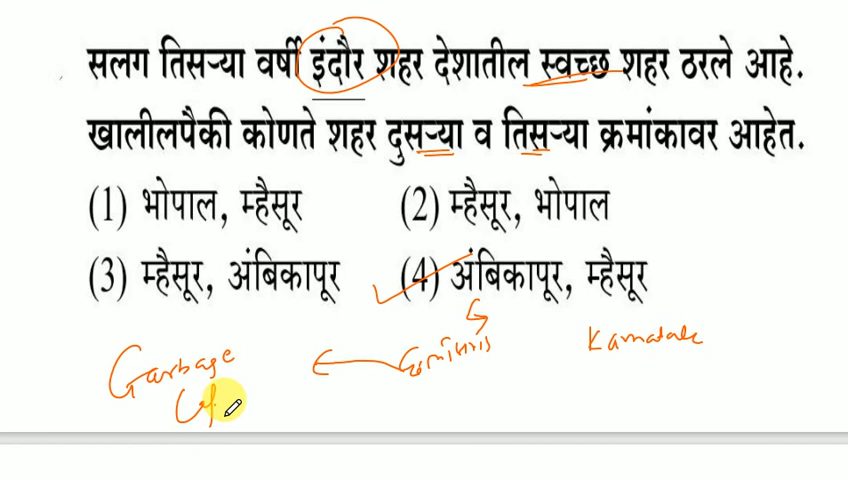 सलग तिसऱ्या वर्षी इंदौर शहर देशातील स्वच्छ शहर ठरले आहे.
खालीलपैकी कोणते शहर दुसऱ्या व तिसऱ्या क्रमांकावर आहेत.
(1) भोपाल, म्हैसूर (2) म्हैसूर, भोपाल
(3) म्हैसूर, अंबिकापूर (4) अंबिकापूर, म्हैसूर
Garbage